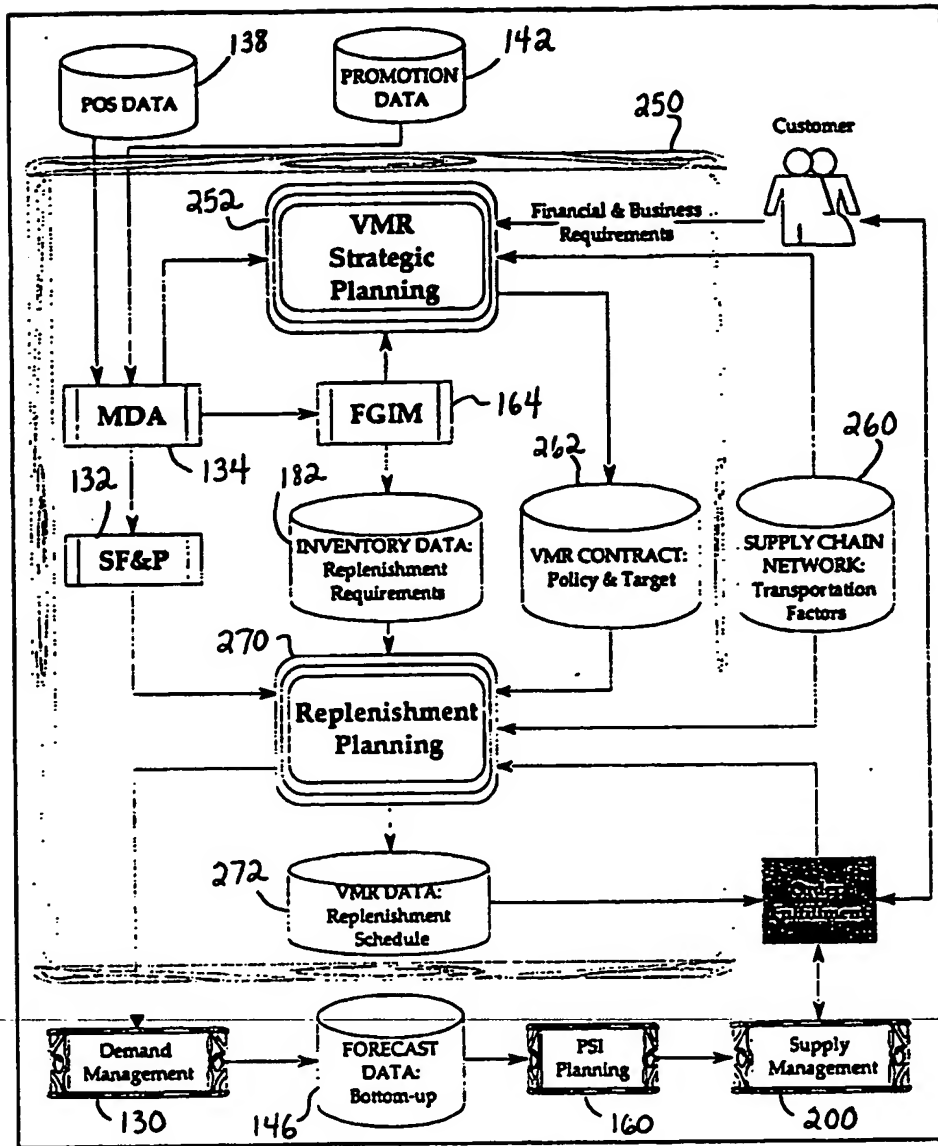 138
142
POS DATA
PROMOTION
DATA
250
Customer
252
VMR
Strategic
Planning
Financial & Business
Requirements
MDA
FGIM
164
134
132
182
262
260
SF&P
INVENTORY DATA:
Replenishment
Requirements
VMR CONTRACT:
Policy & Target
SUPPLY CHAIN
NETWORK:
Transportation
Factors
270
Replenishment
Planning
272
VMR DATA:
Replenishment
Schedule
Order
Fulfillment
Demand
Management
FORECAST
DATA:
Bottom-up
PSI
Planning
Supply
Management
130
146
160
200